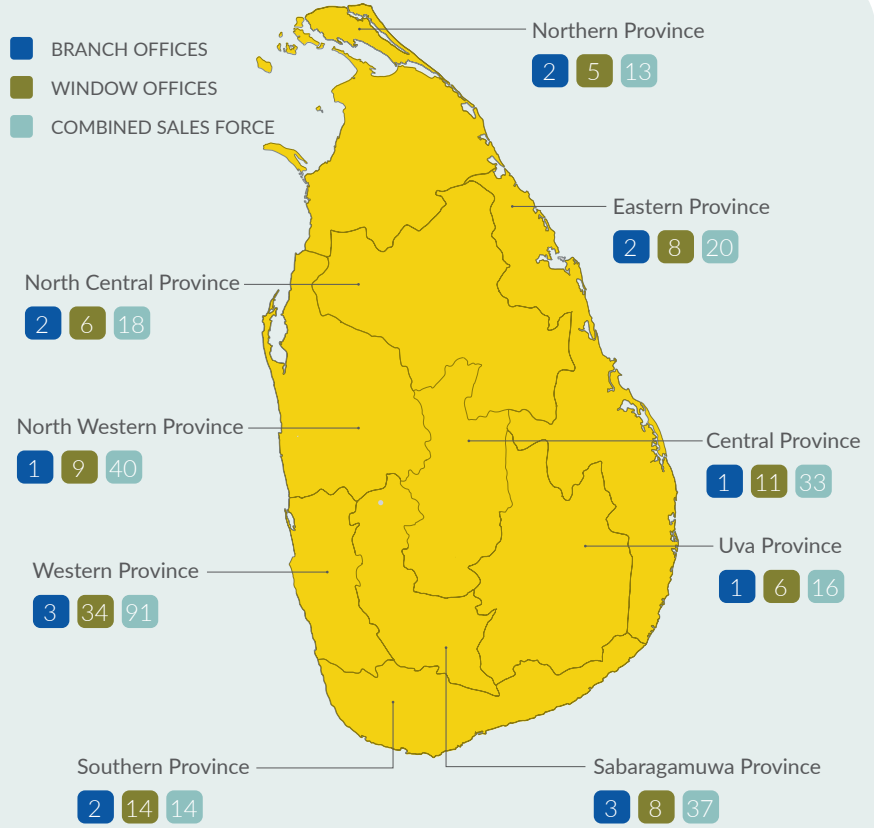 BRANCH OFFICES
WINDOW OFFICES
COMBINED SALES FORCE
Northern Province
2 5 13
Eastern Province
2 8 20
North Central Province
2 6 18
North Western Province
1 9 40
Central Province
1 11 33
Uva Province
1 6 16
Western Province
3 34 91
Southern Province
2 14 14
Sabaragamuwa Province
3 8 37